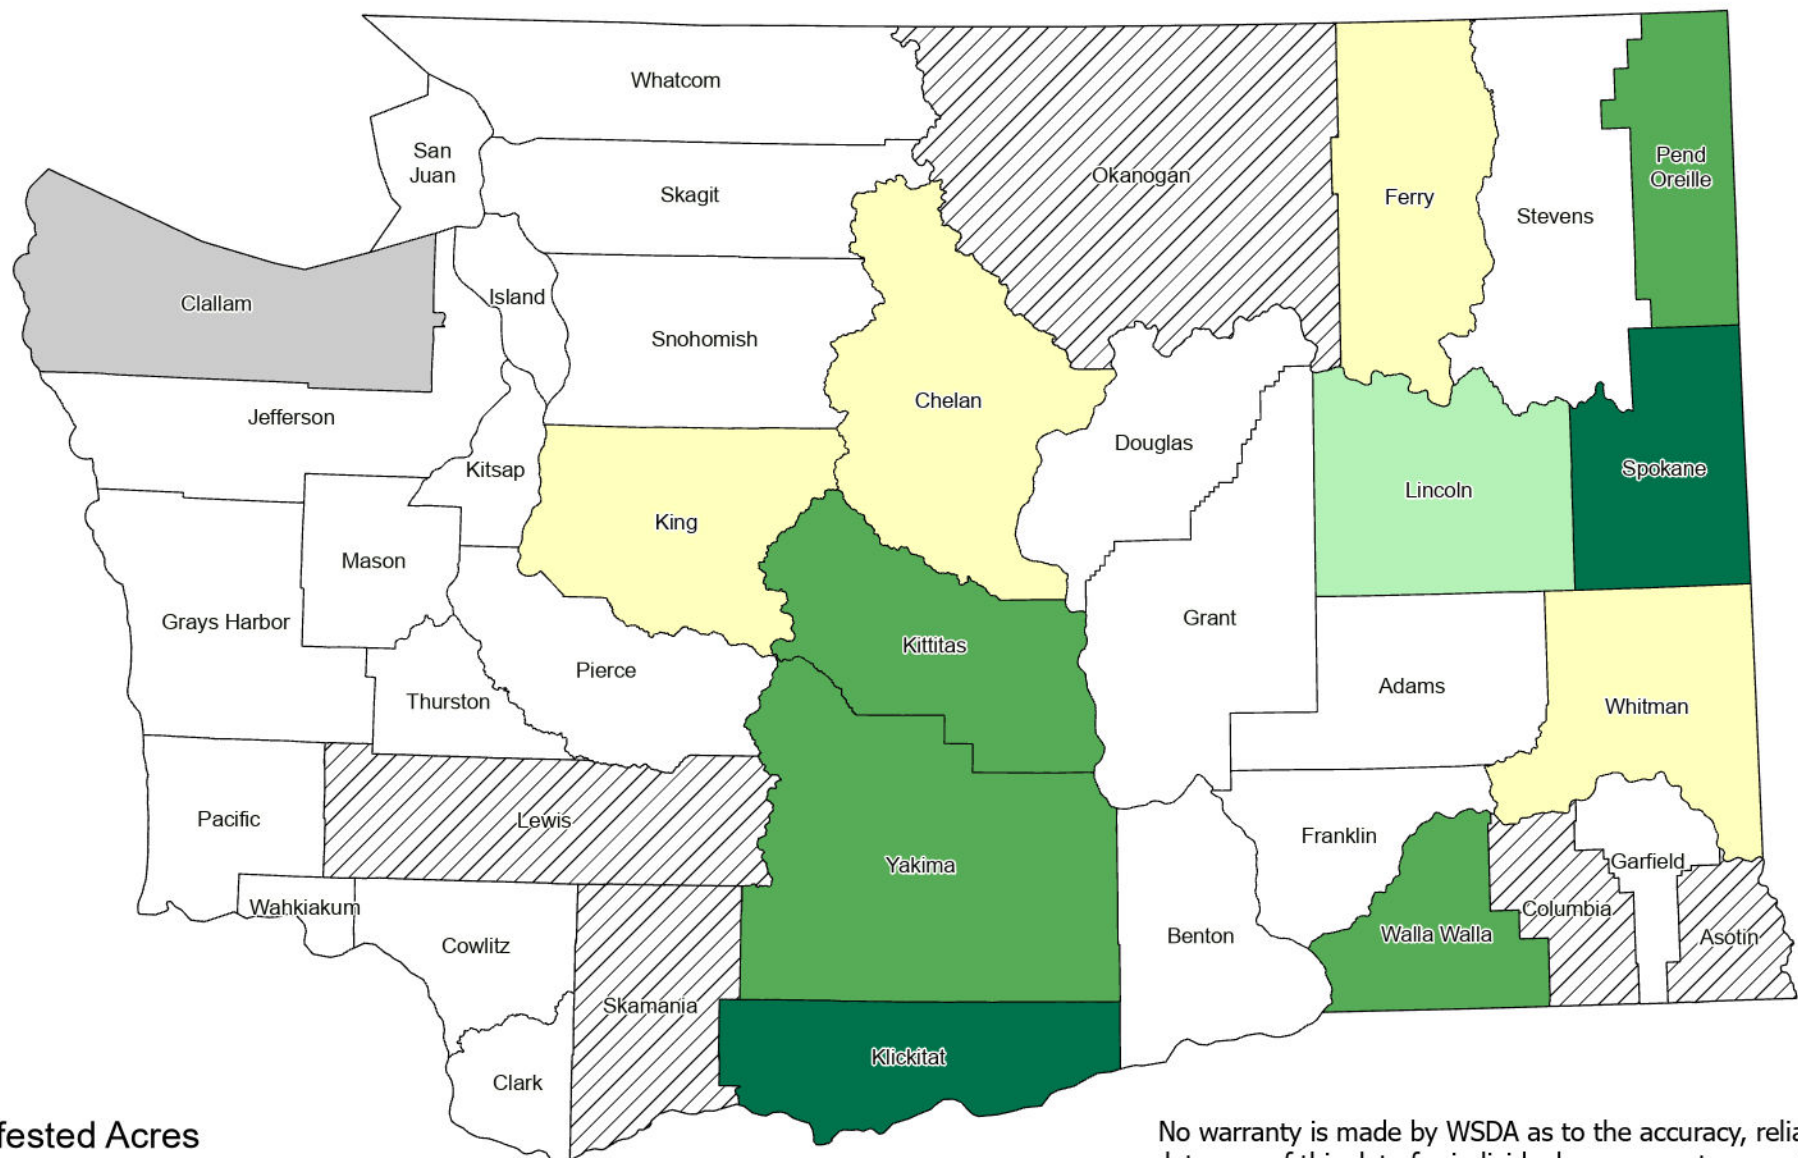 Whatcom
San
Juan
Skagit
Okanogan
Ferry
Stevens
Pend
Oreille
Clallam
Island
Snohomish
Chelan
Jefferson
Kitsap
Douglas
Lincoln
Spokane
King
Mason
Grays Harbor
Kittitas
Grant
Pierce
Thurston
Adams
Whitman
Pacific
Lewis
Yakima
Franklin
Garfield
Wahkiakum
Cowlitz
Benton
Walla Walla
Columbia
Asotin
Skamania
Klickitat
Clark
fested Acres
No warranty is made by WSDA as to the accuracy, relia